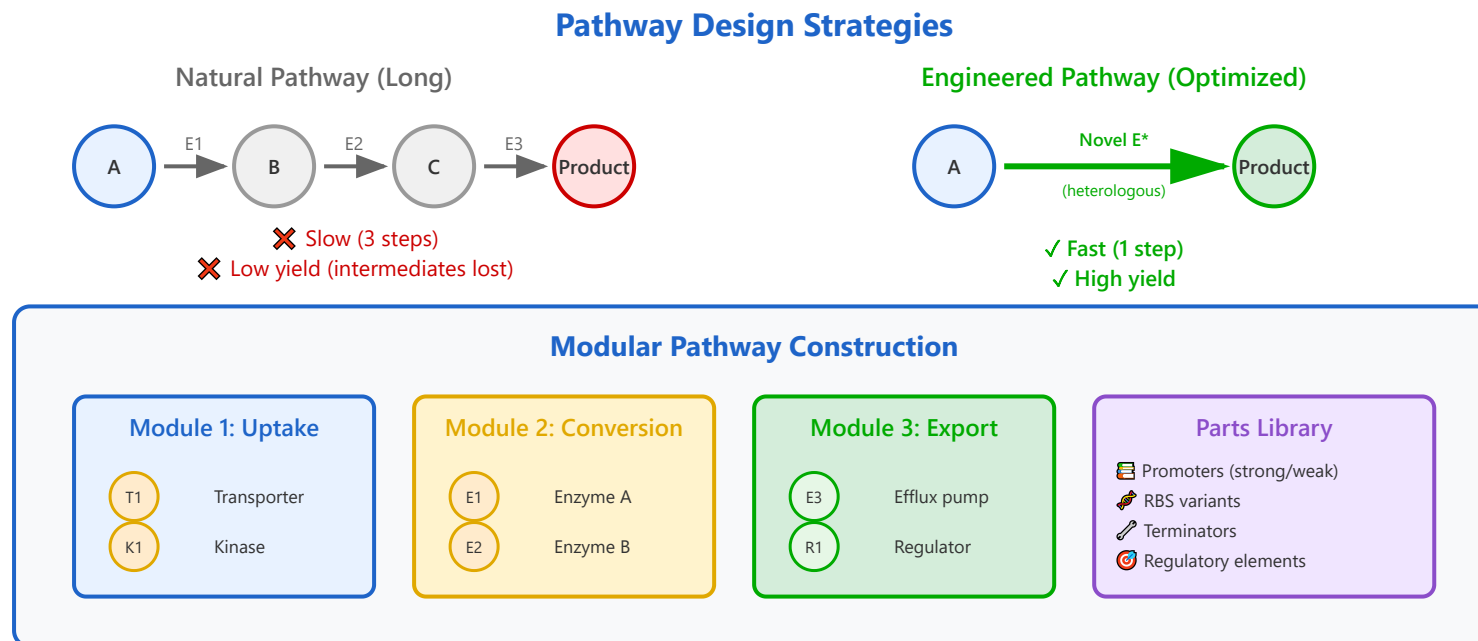 Pathway Design Strategies
Natural Pathway (Long)
A
E1
B
E2
C
E3
Product
❌ Slow (3 steps)
❌ Low yield (intermediates lost)
Engineered Pathway (Optimized)
A
Novel E*
(heterologous)
Product
✓ Fast (1 step)
✓ High yield
Modular Pathway Construction
Module 1: Uptake
T1 Transporter
K1 Kinase
Module 2: Conversion
E1 Enzyme A
E2 Enzyme B
Module 3: Export
E3 Efflux pump
R1 Regulator
Parts Library
📚 Promoters (strong/weak)
🧬 RBS variants
🔧 Terminators
🎯 Regulatory elements